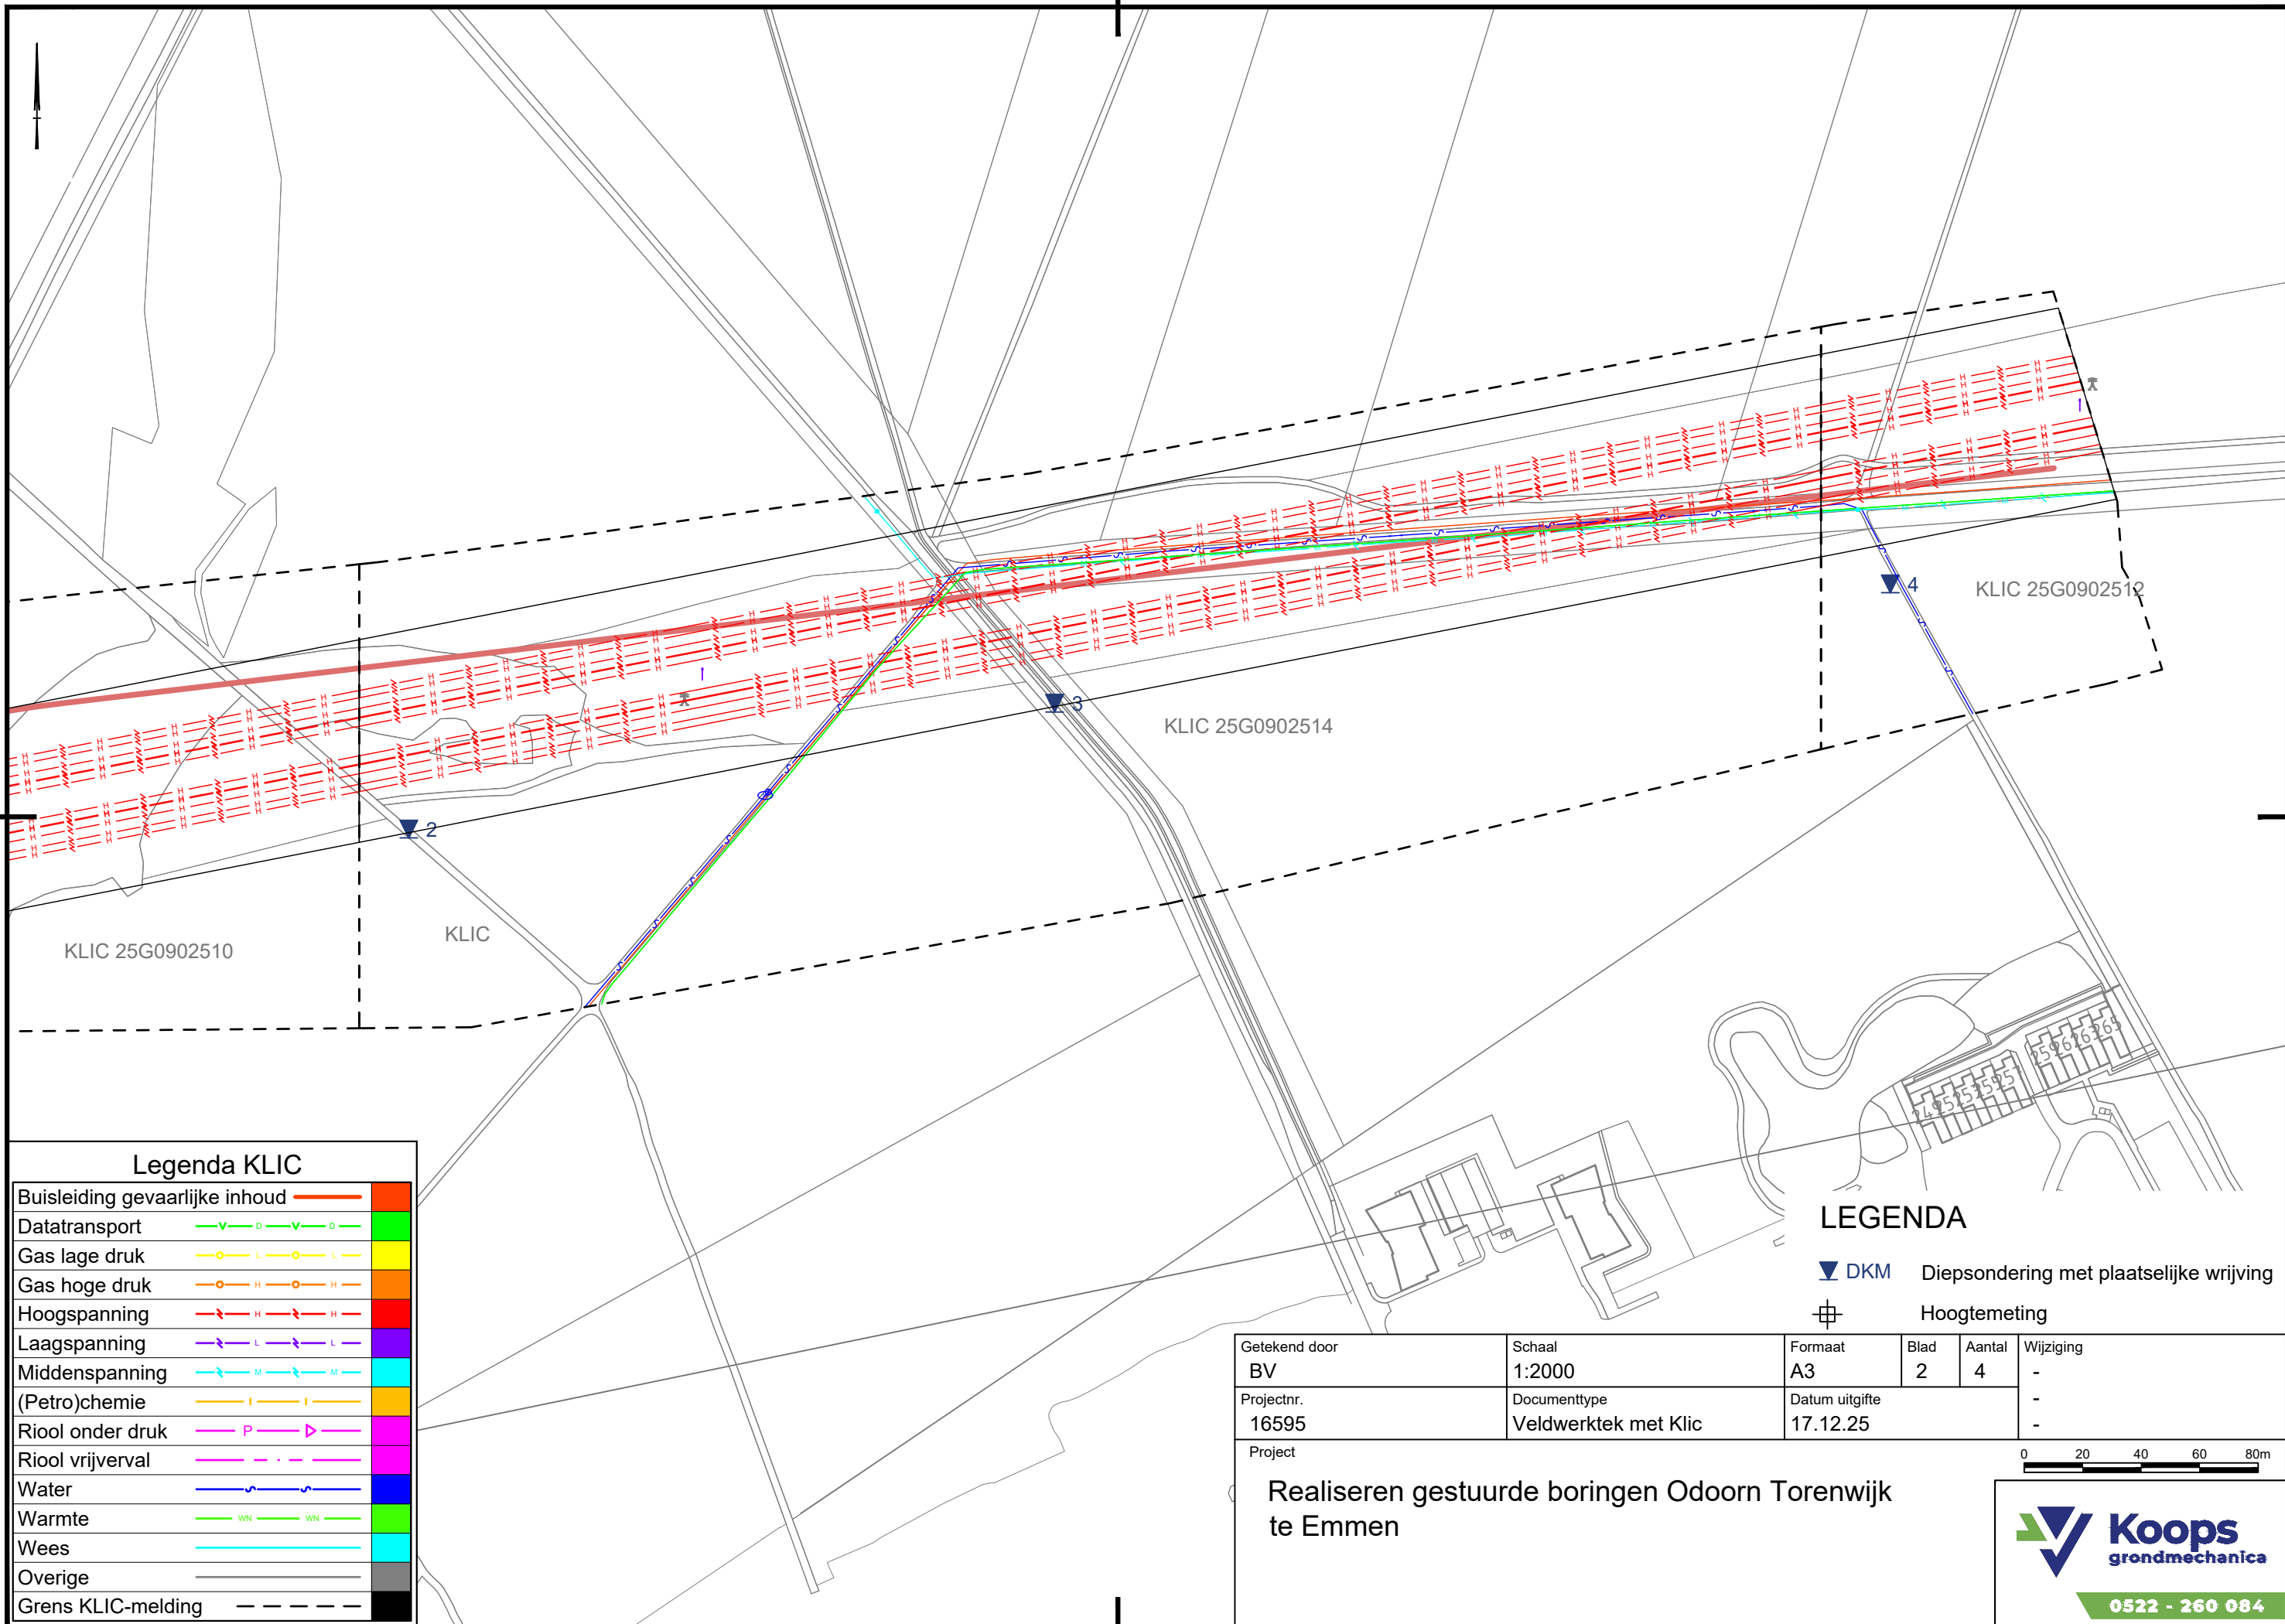 4
KLIC 25G0902512
3
KLIC 25G0902514
2
KLIC
KLIC 25G0902510
Legenda KLIC
Buisleiding gevaarlijke inhoud
Datatransport V D V D
Gas lage druk L L
Gas hoge druk H H
Hoogspanning H H
Laagspanning L L
Middenspanning M M
(Petro)chemie
Riool onder druk P
Riool vrijverval
Water
Warmte WN WN
Wees
Overige
Grens KLIC-melding
LEGENDA
DKM Diepsondering met plaatselijke wrijving
Hoogtemeting
Getekend door Schaal Formaat Blad Aantal Wijziging
BV 1:2000 A3 2 4 -
Projectnr. Documenttype Datum uitgifte -
16595 Veldwerktek met Klic 17.12.25 -
Project
0 20 40 60 80m
Realiseren gestuurde boringen Odoorn Torenwijk
te Emmen
Koops
grondmechanica
0522 - 260 084